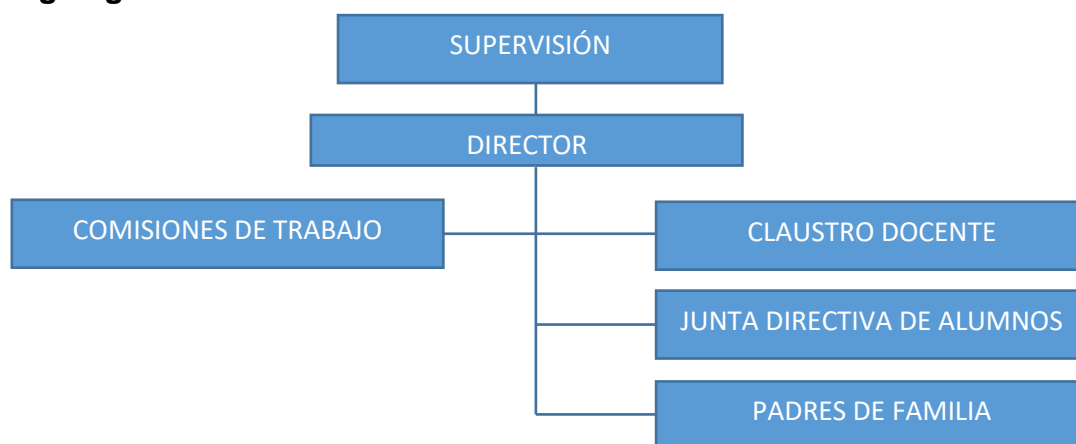 SUPERVISIÓN
DIRECTOR
COMISIONES DE TRABAJO
CLAUSTRO DOCENTE
JUNTA DIRECTIVA DE ALUMNOS
PADRES DE FAMILIA